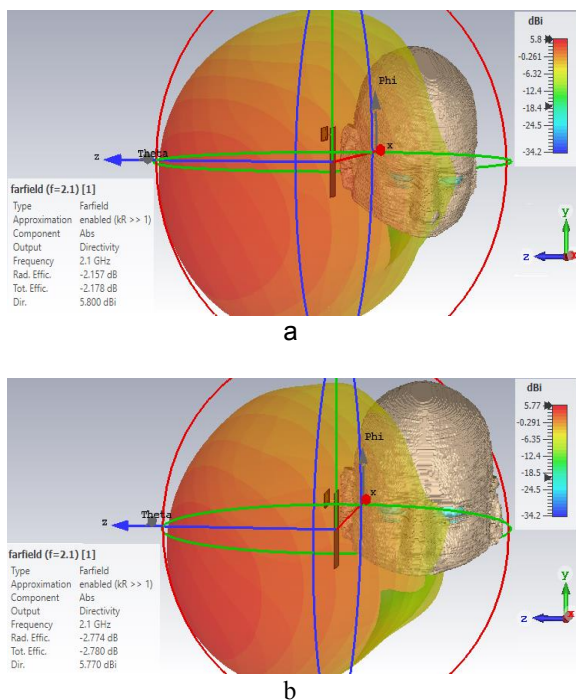 dBi
5.8
-0.261
-6.32
-12.4
-18.4
-24.5
-34.2
Phi
x
z Theta
farfield (f=2.1) [1]
Type Farfield
Approximation enabled (kR >> 1)
Component Abs
Output Directivity
Frequency 2.1 GHz
Rad. Effic. -2.157 dB
Tot. Effic. -2.178 dB
Dir. 5.800 dBi
y
z x
a
dBi
5.77
-0.291
-6.35
-12.4
-18.5
-24.5
-34.2
Phi
x
z Theta
farfield (f=2.1) [1]
Type Farfield
Approximation enabled (kR >> 1)
Component Abs
Output Directivity
Frequency 2.1 GHz
Rad. Effic. -2.774 dB
Tot. Effic. -2.780 dB
Dir. 5.770 dBi
y
z x
b